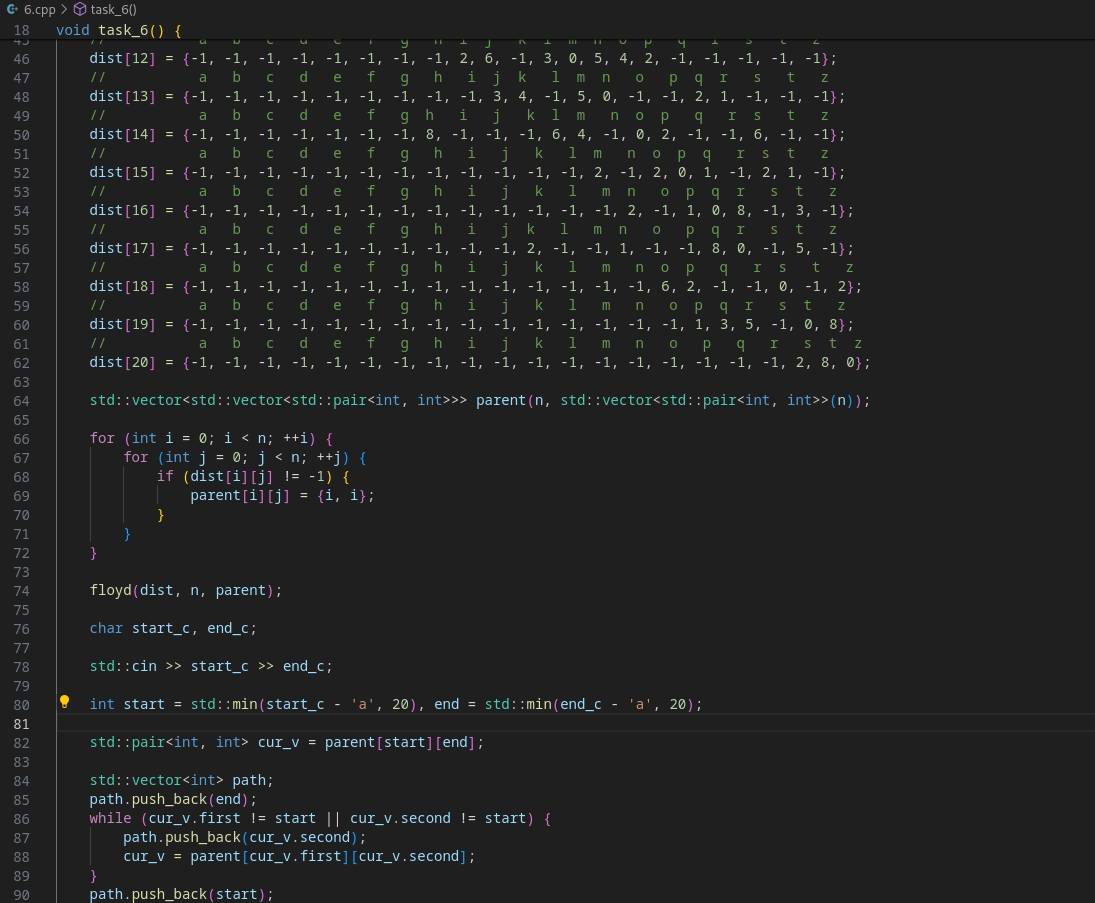 6.cpp > task_6()
18 void task_6() {
// a b c d e f g h i j k l m n o p q r s t z
46 dist[12] = {-1, -1, -1, -1, -1, -1, -1, -1, 2, 6, -1, 3, 0, 5, 4, 2, -1, -1, -1, -1, -1};
47 // a b c d e f g h i j k l m n o p q r s t z
48 dist[13] = {-1, -1, -1, -1, -1, -1, -1, -1, -1, 3, 4, -1, 5, 0, -1, -1, 2, 1, -1, -1, -1};
49 // a b c d e f g h i j k l m n o p q r s t z
50 dist[14] = {-1, -1, -1, -1, -1, -1, -1, 8, -1, -1, -1, 6, 4, -1, 0, 2, -1, -1, 6, -1, -1};
51 // a b c d e f g h i j k l m n o p q r s t z
52 dist[15] = {-1, -1, -1, -1, -1, -1, -1, -1, -1, -1, -1, -1, 2, -1, 2, 0, 1, -1, 2, 1, -1};
53 // a b c d e f g h i j k l m n o p q r s t z
54 dist[16] = {-1, -1, -1, -1, -1, -1, -1, -1, -1, -1, -1, -1, -1, 2, -1, 1, 0, 8, -1, 3, -1};
55 // a b c d e f g h i j k l m n o p q r s t z
56 dist[17] = {-1, -1, -1, -1, -1, -1, -1, -1, -1, -1, 2, -1, -1, 1, -1, -1, 8, 0, -1, 5, -1};
57 // a b c d e f g h i j k l m n o p q r s t z
58 dist[18] = {-1, -1, -1, -1, -1, -1, -1, -1, -1, -1, -1, -1, -1, -1, 6, 2, -1, -1, 0, -1, 2};
59 // a b c d e f g h i j k l m n o p q r s t z
60 dist[19] = {-1, -1, -1, -1, -1, -1, -1, -1, -1, -1, -1, -1, -1, -1, -1, 1, 3, 5, -1, 0, 8};
61 // a b c d e f g h i j k l m n o p q r s t z
62 dist[20] = {-1, -1, -1, -1, -1, -1, -1, -1, -1, -1, -1, -1, -1, -1, -1, -1, -1, -1, 2, 8, 0};
63
64 std::vector<std::vector<std::pair<int, int>>> parent(n, std::vector<std::pair<int, int>>(n));
65
66 for (int i = 0; i < n; ++i) {
67 for (int j = 0; j < n; ++j) {
68 if (dist[i][j] != -1) {
69 parent[i][j] = {i, i};
70 }
71 }
72 }
73
74 floyd(dist, n, parent);
75
76 char start_c, end_c;
77
78 std::cin >> start_c >> end_c;
79
80 int start = std::min(start_c - 'a', 20), end = std::min(end_c - 'a', 20);
81
82 std::pair<int, int> cur_v = parent[start][end];
83
84 std::vector<int> path;
85 path.push_back(end);
86 while (cur_v.first != start || cur_v.second != start) {
87 path.push_back(cur_v.second);
88 cur_v = parent[cur_v.first][cur_v.second];
89 }
90 path.push_back(start);